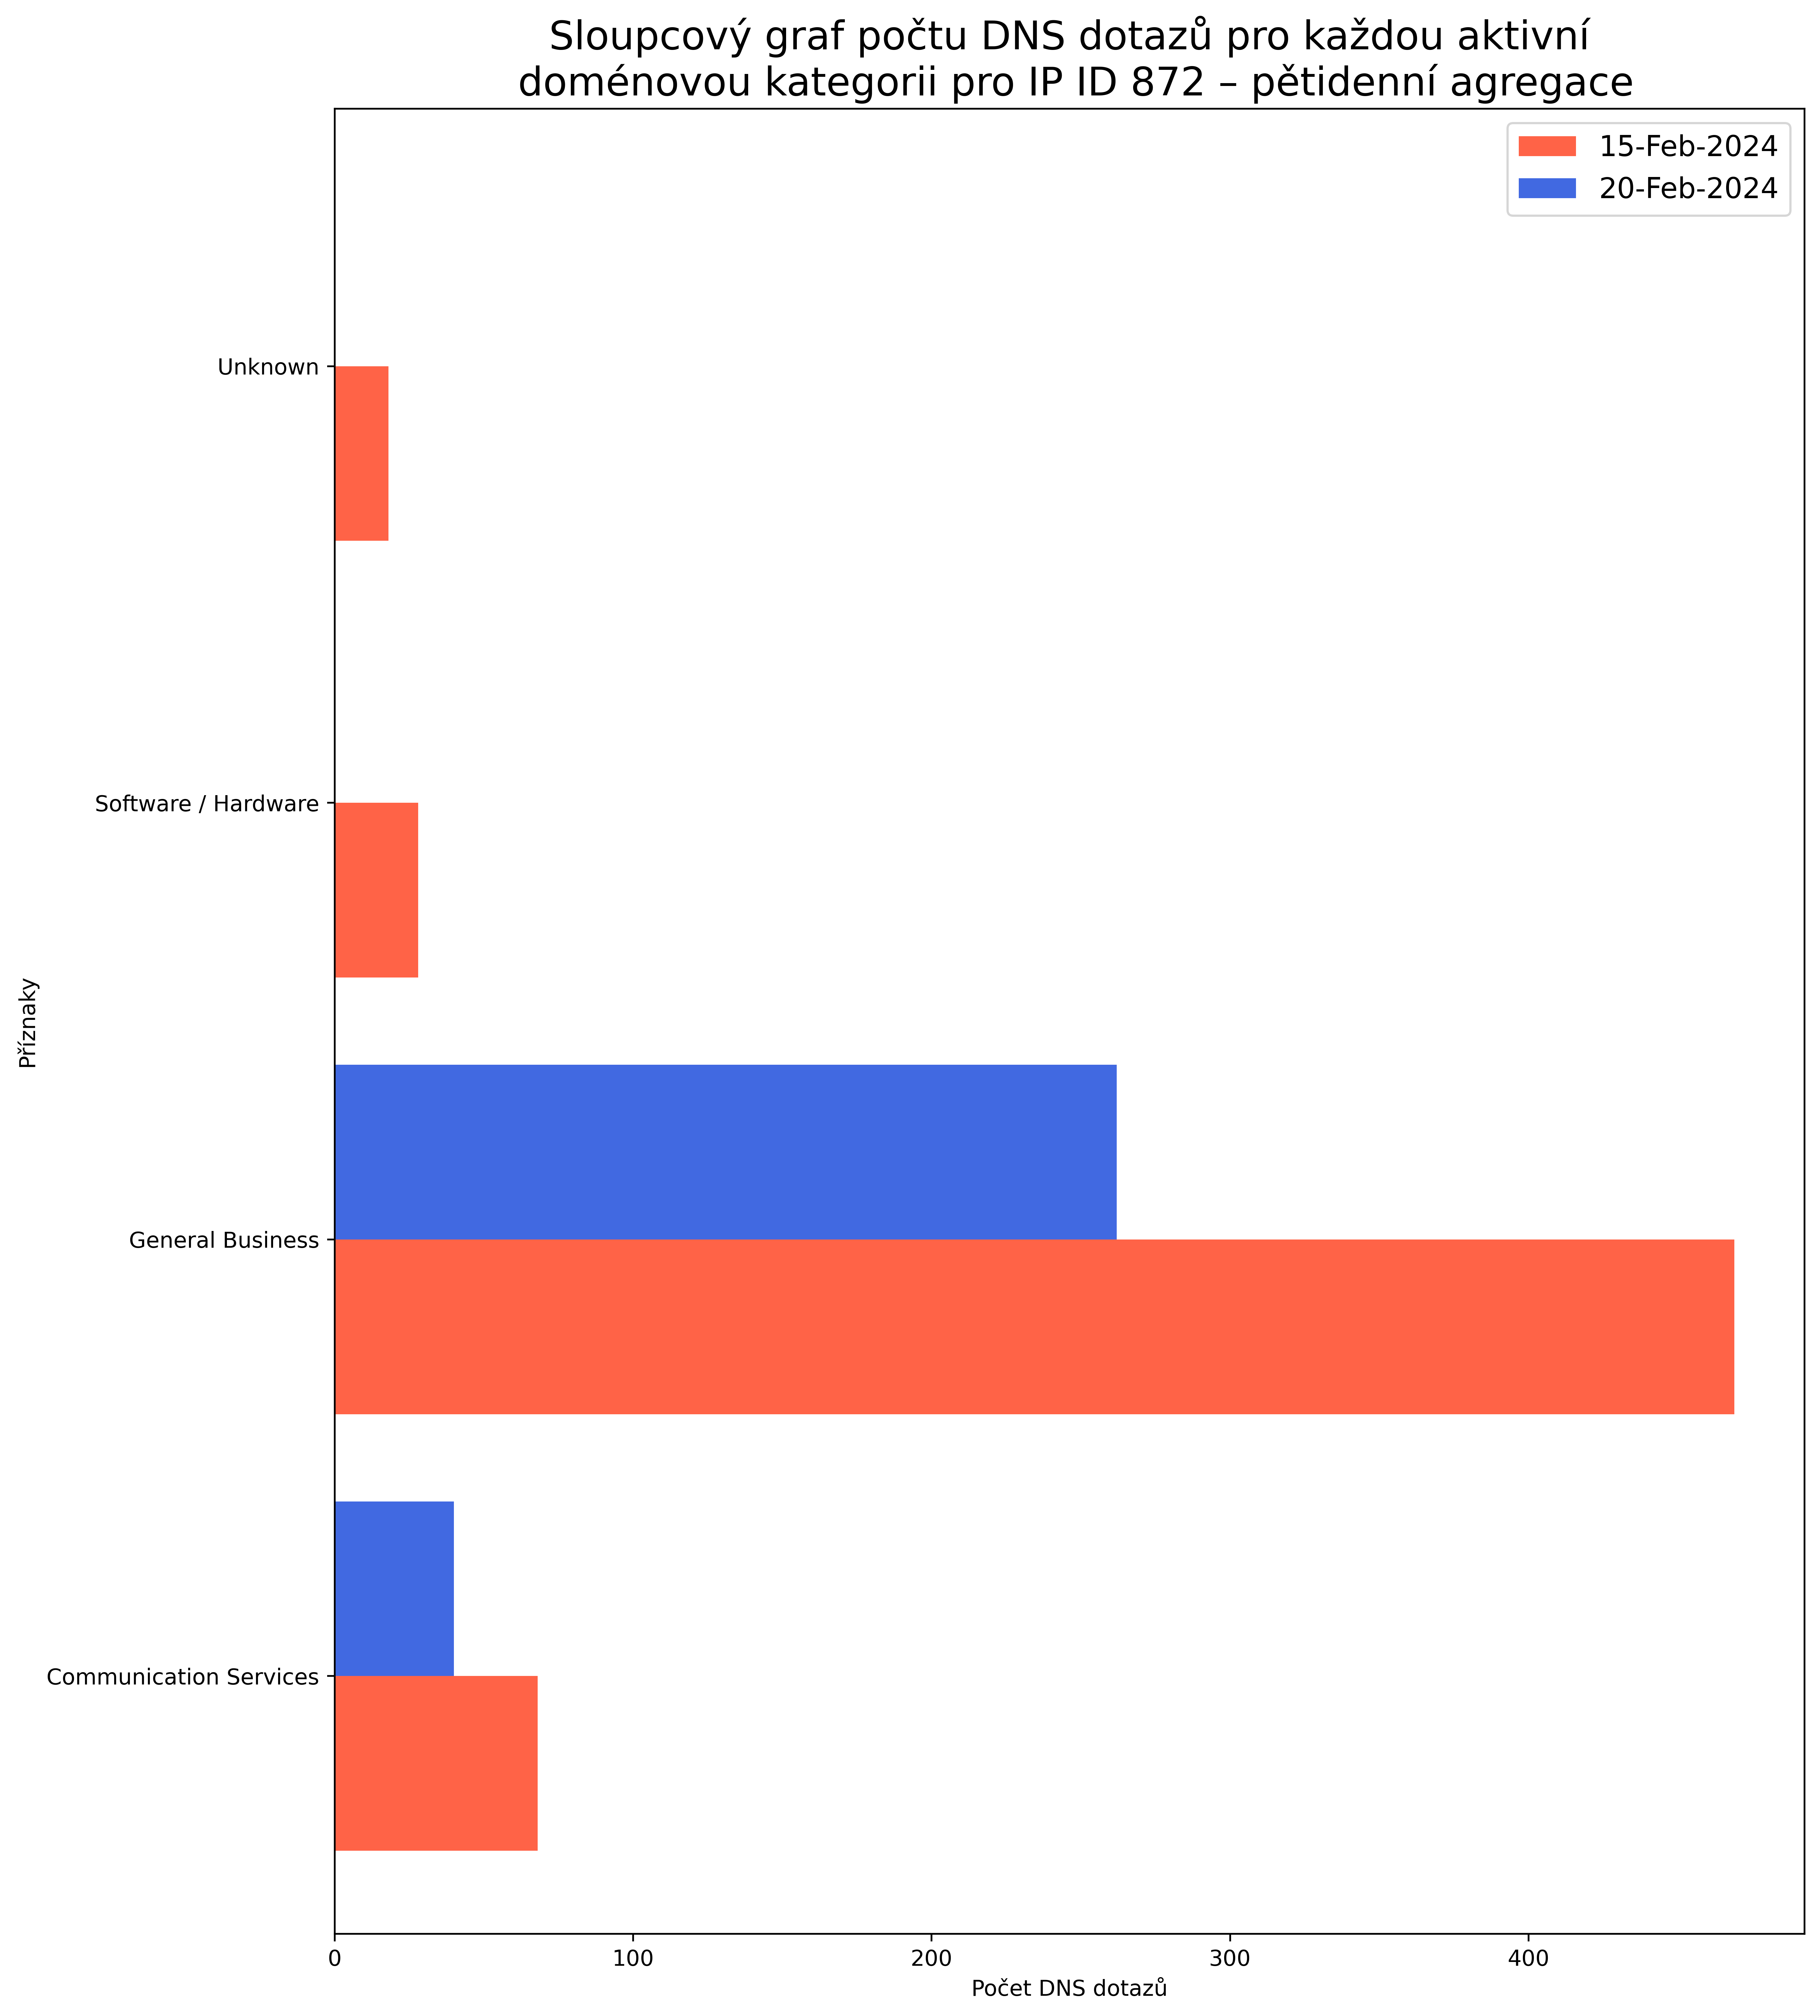 Sloupcový graf počtu DNS dotazů pro každou aktivní
doménovou kategorii pro IP ID 872 – pětidenní agregace
15-Feb-2024
20-Feb-2024
Unknown
Software / Hardware
General Business
Communication Services
Příznaky
0 100 200 300 400
Počet DNS dotazů